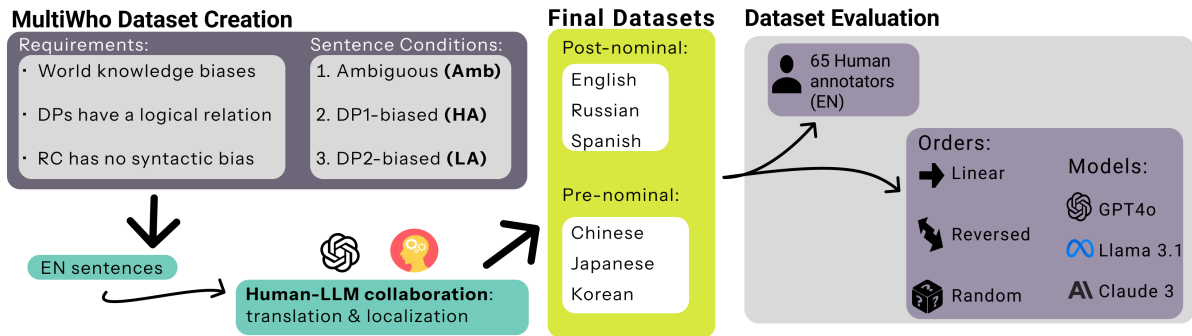 MultiWho Dataset Creation
Requirements:
· World knowledge biases
· DPs have a logical relation
· RC has no syntactic bias
Sentence Conditions:
1. Ambiguous (Amb)
2. DP1-biased (HA)
3. DP2-biased (LA)
EN sentences
Human-LLM collaboration:
translation & localization
Final Datasets
Post-nominal:
English
Russian
Spanish
Pre-nominal:
Chinese
Japanese
Korean
Dataset Evaluation
65 Human
annotators
(EN)
Orders:
Linear
Reversed
? ? ?
Random
Models:
GPT4o
Llama 3.1
A\ Claude 3